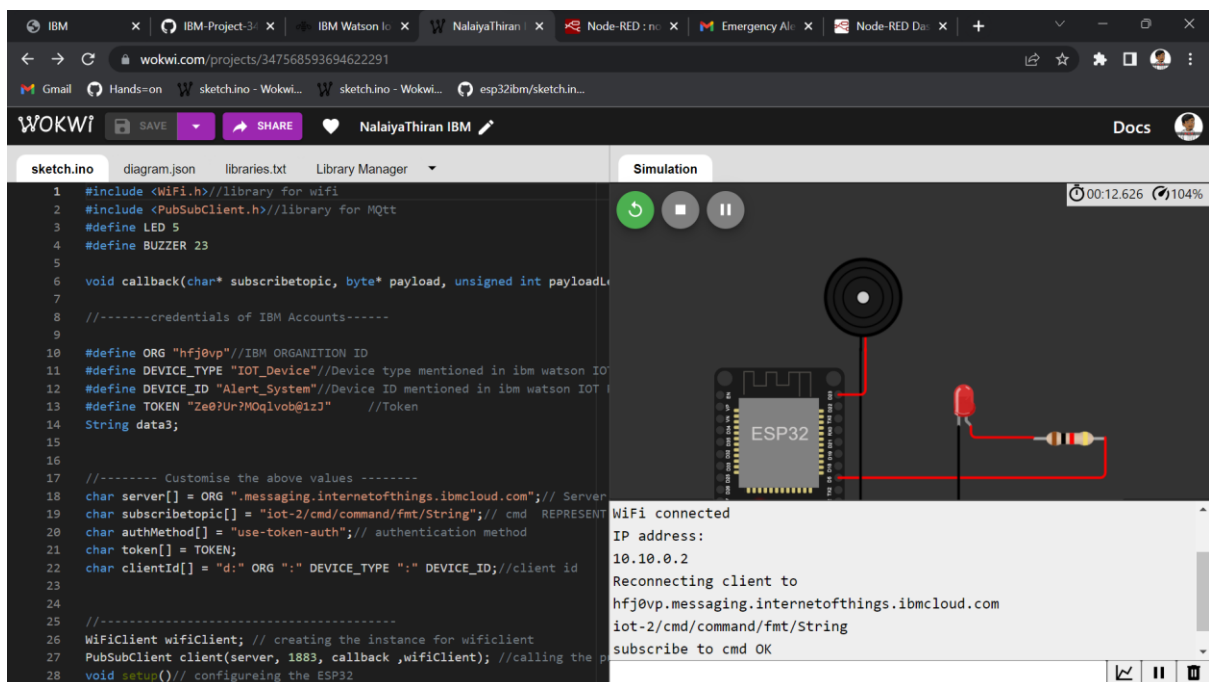 IBM
IBM-Project-34
IBM Watson Io
NalaiyaThiran I
Node-RED : no
Emergency Ale
Node-RED Das
wokwi.com/projects/347568593694622291
Gmail
Hands=on
sketch.ino - Wokwi...
sketch.ino - Wokwi...
esp32ibm/sketch.in...
WOKWi
SAVE
SHARE
NalaiyaThiran IBM
Docs
sketch.ino
diagram.json
libraries.txt
Library Manager
1 #include <WiFi.h>//library for wifi
2 #include <PubSubClient.h>//library for MQtt
3 #define LED 5
4 #define BUZZER 23
5
6 void callback(char* subscribetopic, byte* payload, unsigned int payloadLe
7
8 //-------credentials of IBM Accounts------
9
10 #define ORG "hfj0vp"//IBM ORGANITION ID
11 #define DEVICE_TYPE "IOT_Device"//Device type mentioned in ibm watson IOT
12 #define DEVICE_ID "Alert_System"//Device ID mentioned in ibm watson IOT
13 #define TOKEN "Ze0?Ur?MOqlvob@1zJ" //Token
14 String data3;
15
16
17 //-------- Customise the above values --------
18 char server[] = ORG ".messaging.internetofthings.ibmcloud.com";// Server
19 char subscribetopic[] = "iot-2/cmd/command/fmt/String";// cmd REPRESENT
20 char authMethod[] = "use-token-auth";// authentication method
21 char token[] = TOKEN;
22 char clientId[] = "d:" ORG ":" DEVICE_TYPE ":" DEVICE_ID;//client id
23
24
25 //-----------------------------------------
26 WiFiClient wifiClient; // creating the instance for wificlient
27 PubSubClient client(server, 1883, callback ,wifiClient); //calling the p
28 void setup()// configureing the ESP32
Simulation
00:12.626 104%
ESP32
WiFi connected
IP address:
10.10.0.2
Reconnecting client to
hfj0vp.messaging.internetofthings.ibmcloud.com
iot-2/cmd/command/fmt/String
subscribe to cmd OK